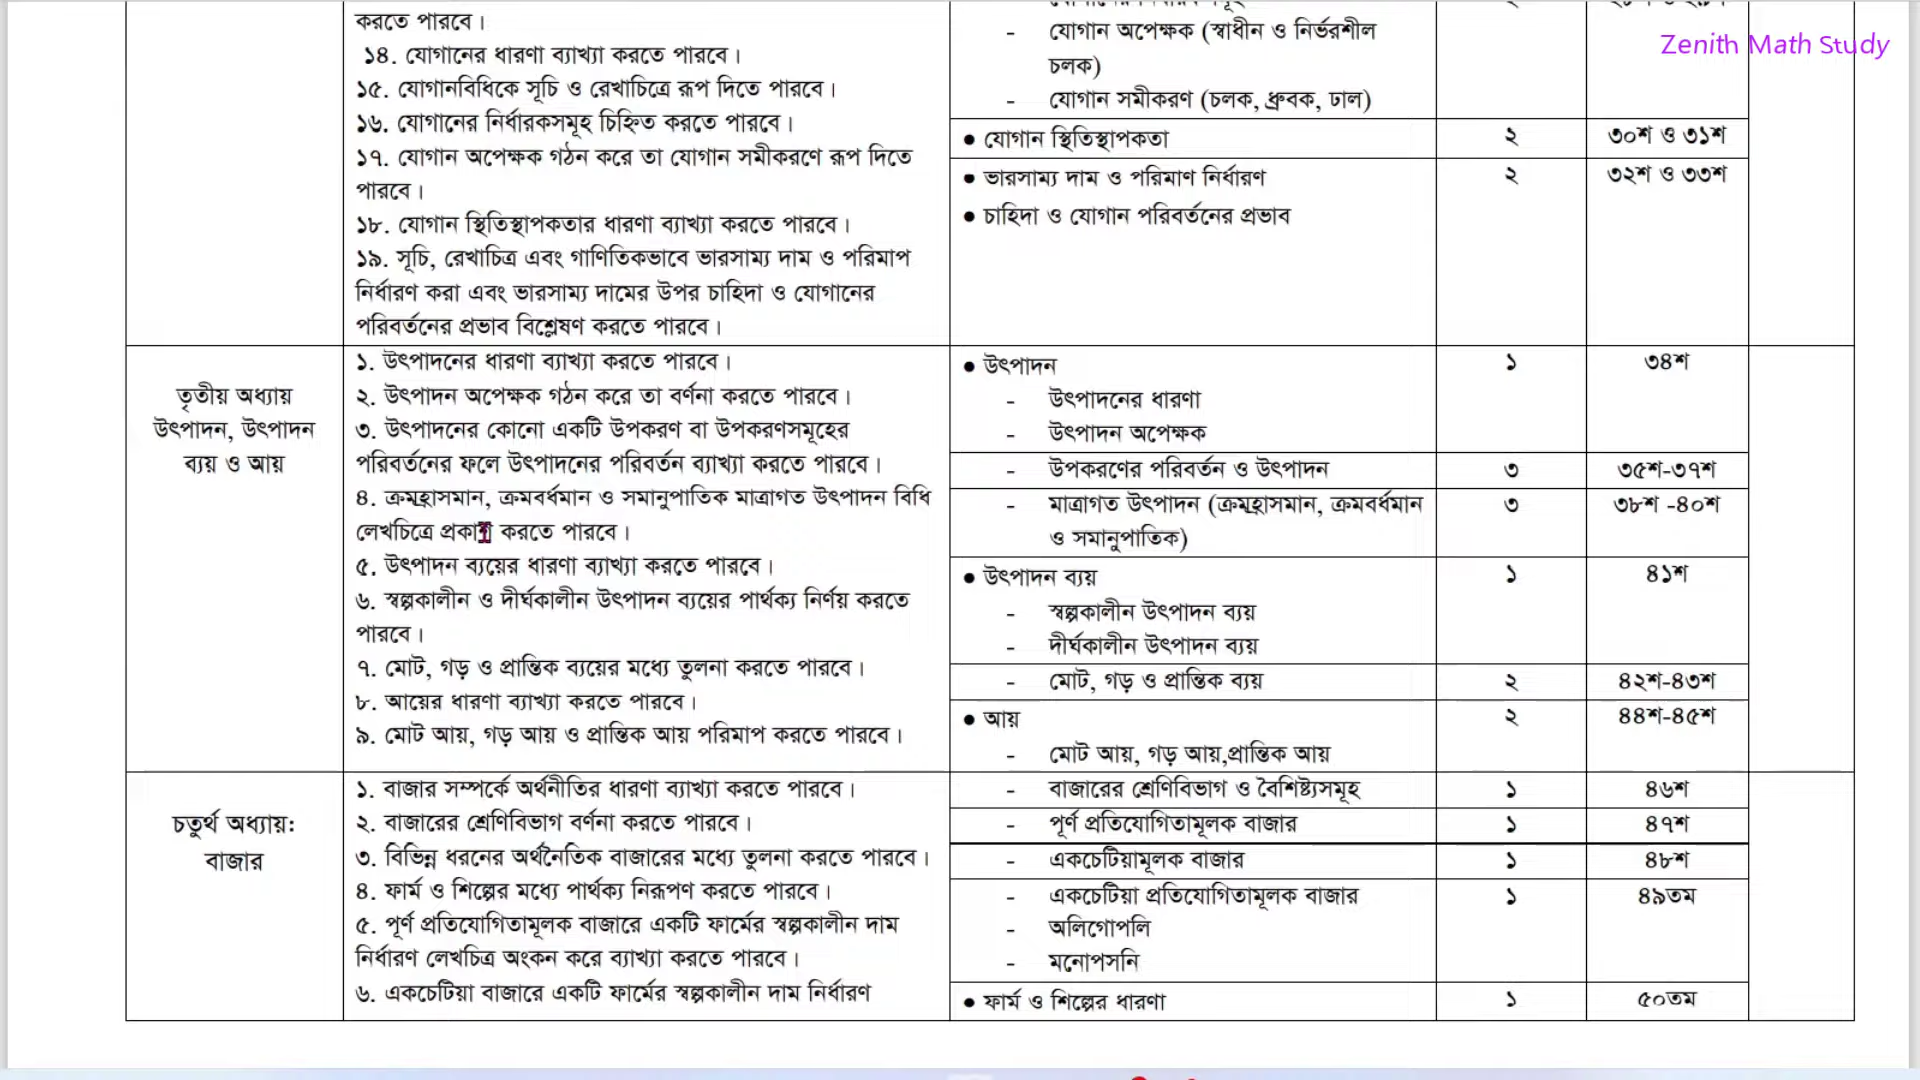 Zenith Math Study
করতে পারবে।
১৪. যোগানের ধারণা ব্যাখ্যা করতে পারবে।
১৫. যোগানবিধিকে সূচি ও রেখাচিত্রে রূপ দিতে পারবে।
১৬. যোগানের নির্ধারকসমূহ চিহ্নিত করতে পারবে।
১৭. যোগান অপেক্ষক গঠন করে তা যোগান সমীকরণে রূপ দিতে
পারবে।
১৮. যোগান স্থিতিস্থাপকতার ধারণা ব্যাখ্যা করতে পারবে।
১৯. সূচি, রেখাচিত্র এবং গাণিতিকভাবে ভারসাম্য দাম ও পরিমাপ
নির্ধারণ করা এবং ভারসাম্য দামের উপর চাহিদা ও যোগানের
পরিবর্তনের প্রভাব বিশ্লেষণ করতে পারবে।
- যোগান অপেক্ষক (স্বাধীন ও নির্ভরশীল
চলক)
- যোগান সমীকরণ (চলক, ধ্রুবক, ঢাল)
● যোগান স্থিতিস্থাপকতা ২ ৩০শ ও ৩১শ
● ভারসাম্য দাম ও পরিমাণ নির্ধারণ ২ ৩২শ ও ৩৩শ
● চাহিদা ও যোগান পরিবর্তনের প্রভাব
তৃতীয় অধ্যায়
উৎপাদন, উৎপাদন
ব্যয় ও আয়
১. উৎপাদনের ধারণা ব্যাখ্যা করতে পারবে।
২. উৎপাদন অপেক্ষক গঠন করে তা বর্ণনা করতে পারবে।
৩. উৎপাদনের কোনো একটি উপকরণ বা উপকরণসমূহের
পরিবর্তনের ফলে উৎপাদনের পরিবর্তন ব্যাখ্যা করতে পারবে।
৪. ক্রমহ্রাসমান, ক্রমবর্ধমান ও সমানুপাতিক মাত্রাগত উৎপাদন বিধি
লেখচিত্রে প্রকাশ করতে পারবে।
৫. উৎপাদন ব্যয়ের ধারণা ব্যাখ্যা করতে পারবে।
৬. স্বল্পকালীন ও দীর্ঘকালীন উৎপাদন ব্যয়ের পার্থক্য নির্ণয় করতে
পারবে।
৭. মোট, গড় ও প্রান্তিক ব্যয়ের মধ্যে তুলনা করতে পারবে।
৮. আয়ের ধারণা ব্যাখ্যা করতে পারবে।
৯. মোট আয়, গড় আয় ও প্রান্তিক আয় পরিমাপ করতে পারবে।
● উৎপাদন ১ ৩৪শ
- উৎপাদনের ধারণা
- উৎপাদন অপেক্ষক
- উপকরণের পরিবর্তন ও উৎপাদন ৩ ৩৫শ-৩৭শ
- মাত্রাগত উৎপাদন (ক্রমহ্রাসমান, ক্রমবর্ধমান ৩ ৩৮শ -৪০শ
ও সমানুপাতিক)
● উৎপাদন ব্যয় ১ ৪১শ
- স্বল্পকালীন উৎপাদন ব্যয়
- দীর্ঘকালীন উৎপাদন ব্যয়
- মোট, গড় ও প্রান্তিক ব্যয় ২ ৪২শ-৪৩শ
● আয় ২ ৪৪শ-৪৫শ
- মোট আয়, গড় আয়,প্রান্তিক আয়
চতুর্থ অধ্যায়:
বাজার
১. বাজার সম্পর্কে অর্থনীতির ধারণা ব্যাখ্যা করতে পারবে।
২. বাজারের শ্রেণিবিভাগ বর্ণনা করতে পারবে।
৩. বিভিন্ন ধরনের অর্থনৈতিক বাজারের মধ্যে তুলনা করতে পারবে।
৪. ফার্ম ও শিল্পের মধ্যে পার্থক্য নিরূপণ করতে পারবে।
৫. পূর্ণ প্রতিযোগিতামূলক বাজারে একটি ফার্মের স্বল্পকালীন দাম
নির্ধারণ লেখচিত্র অংকন করে ব্যাখ্যা করতে পারবে।
৬. একচেটিয়া বাজারে একটি ফার্মের স্বল্পকালীন দাম নির্ধারণ
- বাজারের শ্রেণিবিভাগ ও বৈশিষ্ট্যসমূহ ১ ৪৬শ
- পূর্ণ প্রতিযোগিতামূলক বাজার ১ ৪৭শ
- একচেটিয়ামূলক বাজার ১ ৪৮শ
- একচেটিয়া প্রতিযোগিতামূলক বাজার ১ ৪৯তম
- অলিগোপলি
- মনোপসনি
● ফার্ম ও শিল্পের ধারণা ১ ৫০তম